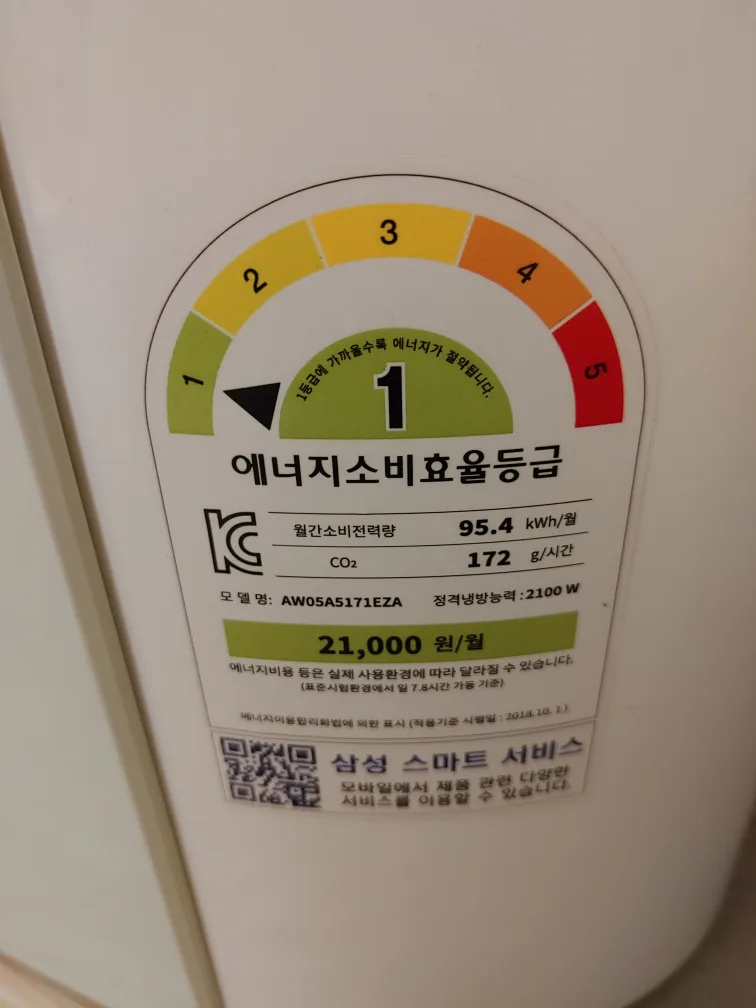 1
2
3
4
5
1등급에 가까울수록 에너지가 절약됩니다.
1
에너지소비효율등급
월간소비전력량 95.4 kWh/월
CO₂ 172 g/시간
모 델 명: AW05A5171EZA 정격냉방능력 : 2100 W
21,000 원/월
에너지비용 등은 실제 사용환경에 따라 달라질 수 있습니다.
(표준시험환경에서 일 7.8시간 가동 기준)
에너지이용합리화법에 의한 표시 (적용기준 시행일 : 2018. 10. 1.)
삼성 스마트 서비스
모바일에서 제품 관련 다양한
서비스를 이용할 수 있습니다.